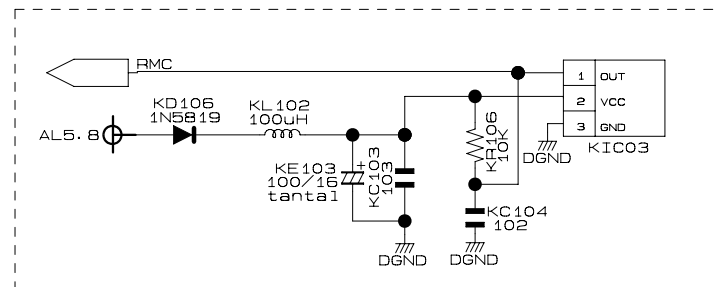 RMC
1 OUT
2 VCC
3 GND
KIC03
DGND
AL5.8
KD106
1N5819
KL102
100uH
KE103
100/16
tantal
+
KC103
103
DGND
KR106
10K
KC104
102
DGND